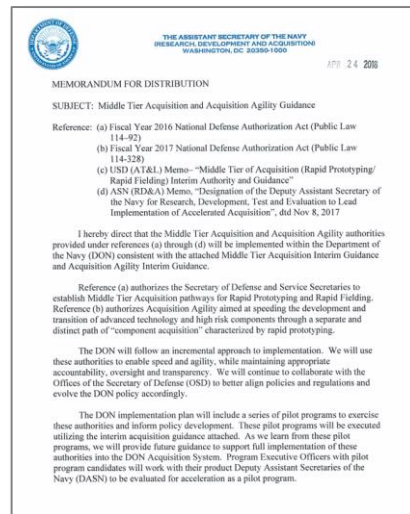 THE ASSISTANT SECRETARY OF THE NAVY
(RESEARCH, DEVELOPMENT AND ACQUISITION)
WASHINGTON, DC 20350-1000
APR 24 2018
MEMORANDUM FOR DISTRIBUTION
SUBJECT: Middle Tier Acquisition and Acquisition Agility Guidance
Reference: (a) Fiscal Year 2016 National Defense Authorization Act (Public Law
114-92)
(b) Fiscal Year 2017 National Defense Authorization Act (Public Law
114-328)
(c) USD (AT&L) Memo– “Middle Tier of Acquisition (Rapid Prototyping/
Rapid Fielding) Interim Authority and Guidance”
(d) ASN (RD&A) Memo, “Designation of the Deputy Assistant Secretary of
the Navy for Research, Development, Test and Evaluation to Lead
Implementation of Accelerated Acquisition”, dtd Nov 8, 2017
I hereby direct that the Middle Tier Acquisition and Acquisition Agility authorities
provided under references (a) through (d) will be implemented within the Department of
the Navy (DON) consistent with the attached Middle Tier Acquisition Interim Guidance
and Acquisition Agility Interim Guidance.
Reference (a) authorizes the Secretary of Defense and Service Secretaries to
establish Middle Tier Acquisition pathways for Rapid Prototyping and Rapid Fielding.
Reference (b) authorizes Acquisition Agility aimed at speeding the development and
transition of advanced technology and high risk components through a separate and
distinct path of “component acquisition” characterized by rapid prototyping.
The DON will follow an incremental approach to implementation. We will use
these authorities to enable speed and agility, while maintaining appropriate
accountability, oversight and transparency. We will continue to collaborate with the
Offices of the Secretary of Defense (OSD) to better align policies and regulations and
evolve the DON policy accordingly.
The DON implementation plan will include a series of pilot programs to exercise
these authorities and inform policy development. These pilot programs will be executed
utilizing the interim acquisition guidance attached. As we learn from these pilot
programs, we will provide future guidance to support full implementation of these
authorities into the DON Acquisition System. Program Executive Officers with pilot
program candidates will work with their product Deputy Assistant Secretaries of the
Navy (DASN) to be evaluated for acceleration as a pilot program.